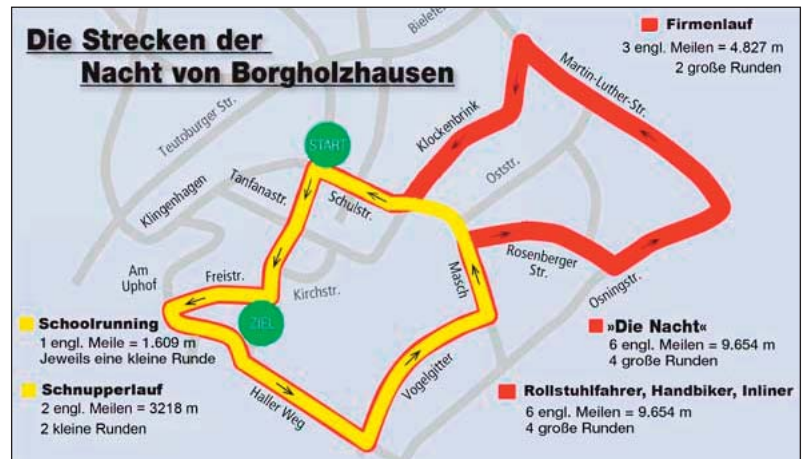 Die Strecken der
Nacht von Borgholzhausen
Firmenlauf
3 engl. Meilen = 4.827 m
2 große Runden
Bielefel
Teutoburger Str.
Martin-Luther-Str.
Klockenbrink
START
Oststr.
Tanfanastr.
Schulstr.
Klingenhagen
Rosenberger
Str.
Osningstr.
Masch
Am
Uphof
Freistr.
Kirchstr.
ZIEL
Vogelgitter
Haller Weg
Schoolrunning
1 engl. Meile = 1.609 m
Jeweils eine kleine Runde
Schnupperlauf
2 engl. Meilen = 3218 m
2 kleine Runden
»Die Nacht«
6 engl. Meilen = 9.654 m
4 große Runden
Rollstuhlfahrer, Handbiker, Inliner
6 engl. Meilen = 9.654 m
4 große Runden